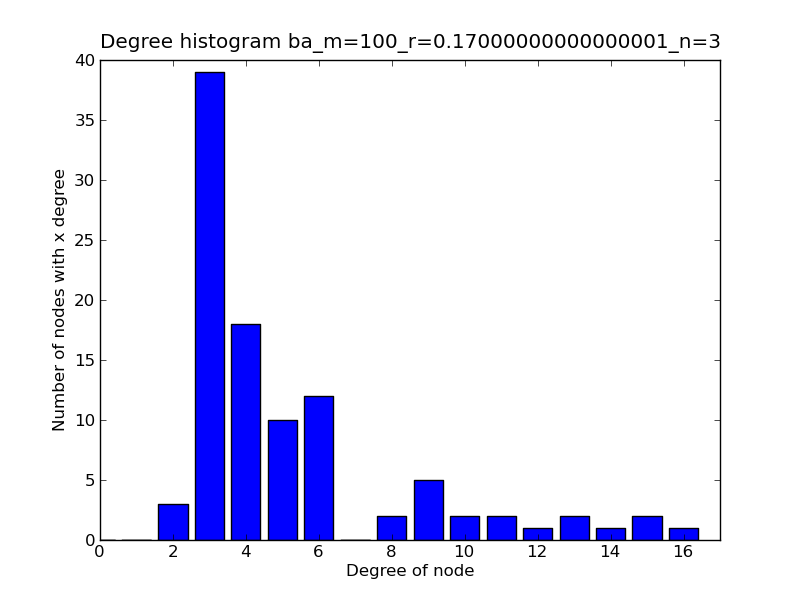 Degree histogram ba_m=100_r=0.17000000000000001_n=3
40
35
30
25
20
15
10
5
0
Number of nodes with x degree
0 2 4 6 8 10 12 14 16
Degree of node